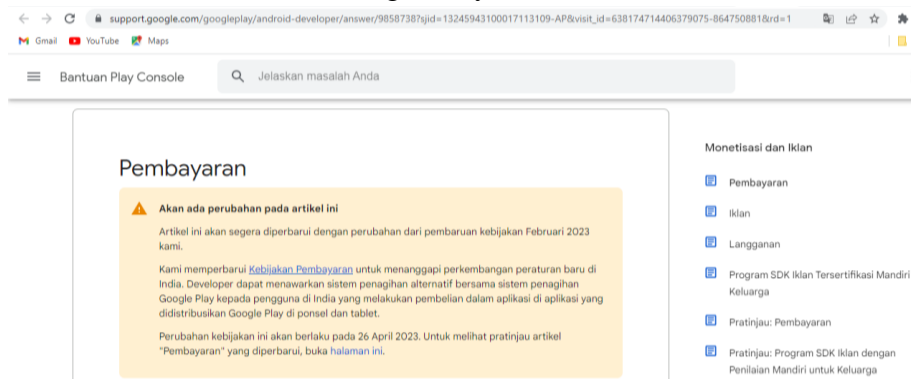 support.google.com/googleplay/android-developer/answer/9858738?sjid=13245943100017113109-AP&visit_id=638174714406379075-864750881&rd=1
Gmail YouTube Maps
Bantuan Play Console
Jelaskan masalah Anda
Pembayaran
Akan ada perubahan pada artikel ini
Artikel ini akan segera diperbarui dengan perubahan dari pembaruan kebijakan Februari 2023
kami.
Kami memperbarui Kebijakan Pembayaran untuk menanggapi perkembangan peraturan baru di
India. Developer dapat menawarkan sistem penagihan alternatif bersama sistem penagihan
Google Play kepada pengguna di India yang melakukan pembelian dalam aplikasi di aplikasi yang
didistribusikan Google Play di ponsel dan tablet.
Perubahan kebijakan ini akan berlaku pada 26 April 2023. Untuk melihat pratinjau artikel
"Pembayaran" yang diperbarui, buka halaman ini.
Monetisasi dan Iklan
Pembayaran
Iklan
Langganan
Program SDK Iklan Tersertifikasi Mandiri
Keluarga
Pratinjau: Pembayaran
Pratinjau: Program SDK Iklan dengan
Penilaian Mandiri untuk Keluarga